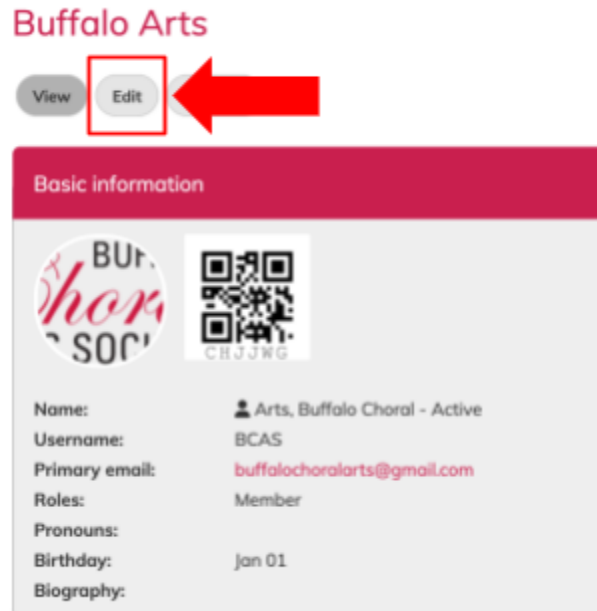 Buffalo Arts
View Edit
Basic information
BUF
hor
SOCI
CHJJWG
Name: Arts, Buffalo Choral - Active
Username: BCAS
Primary email: buffalochoralarts@gmail.com
Roles: Member
Pronouns:
Birthday: Jan 01
Biography: